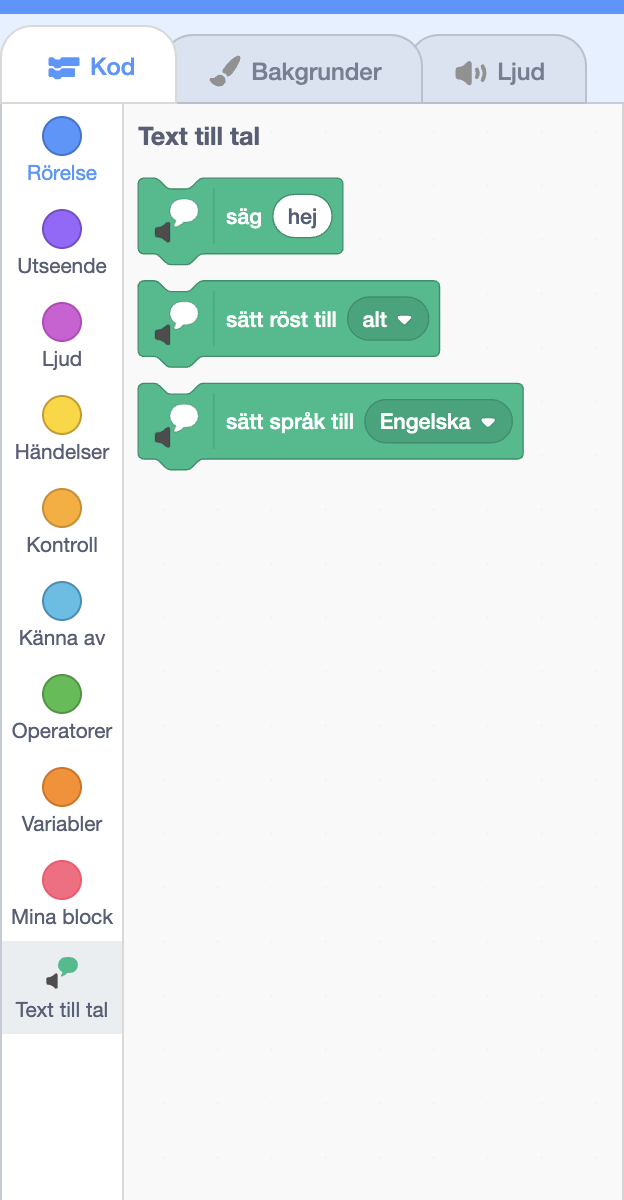 Kod
Bakgrunder
Ljud
Rörelse
Utseende
Ljud
Händelser
Kontroll
Känna av
Operatorer
Variabler
Mina block
Text till tal
Text till tal
säg hej
sätt röst till alt
sätt språk till Engelska